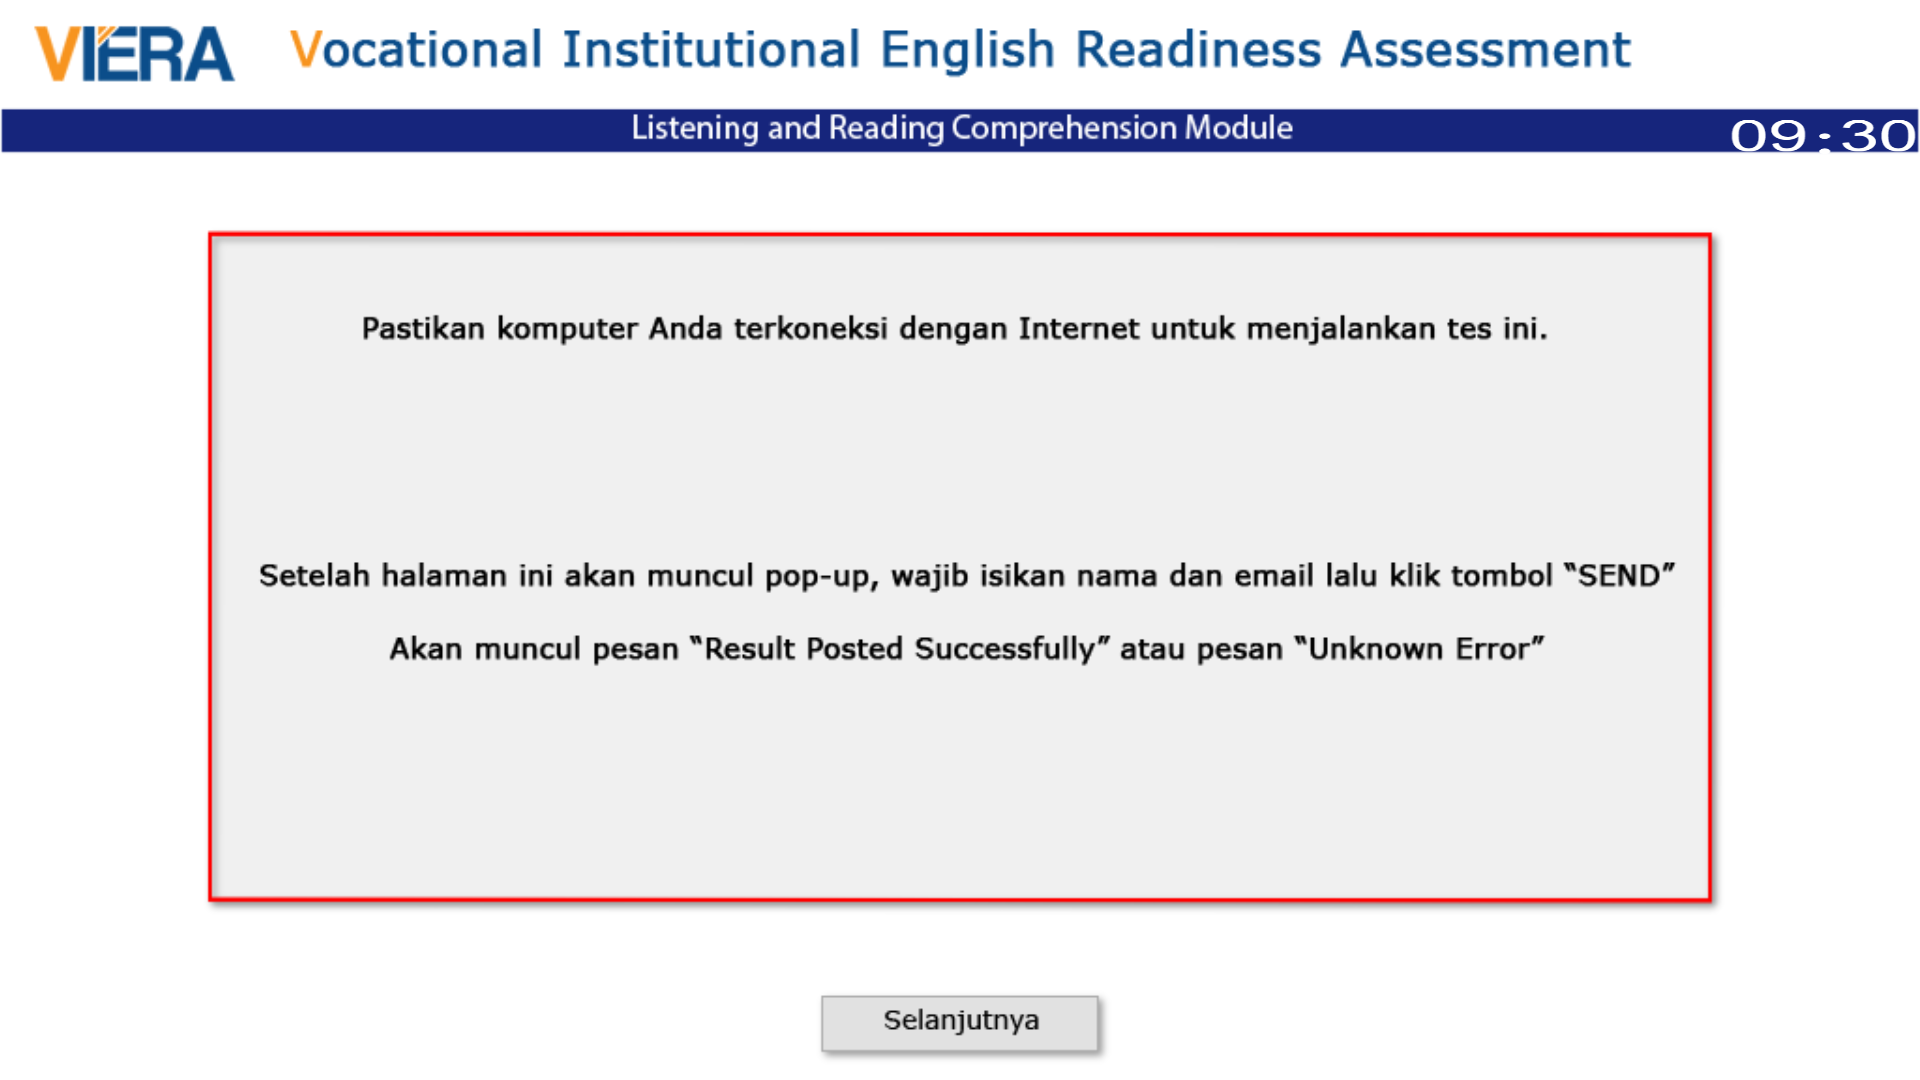 VIERA Vocational Institutional English Readiness Assessment
Listening and Reading Comprehension Module 09:30
Pastikan komputer Anda terkoneksi dengan Internet untuk menjalankan tes ini.
Setelah halaman ini akan muncul pop-up, wajib isikan nama dan email lalu klik tombol “SEND”
Akan muncul pesan “Result Posted Successfully” atau pesan “Unknown Error”
Selanjutnya